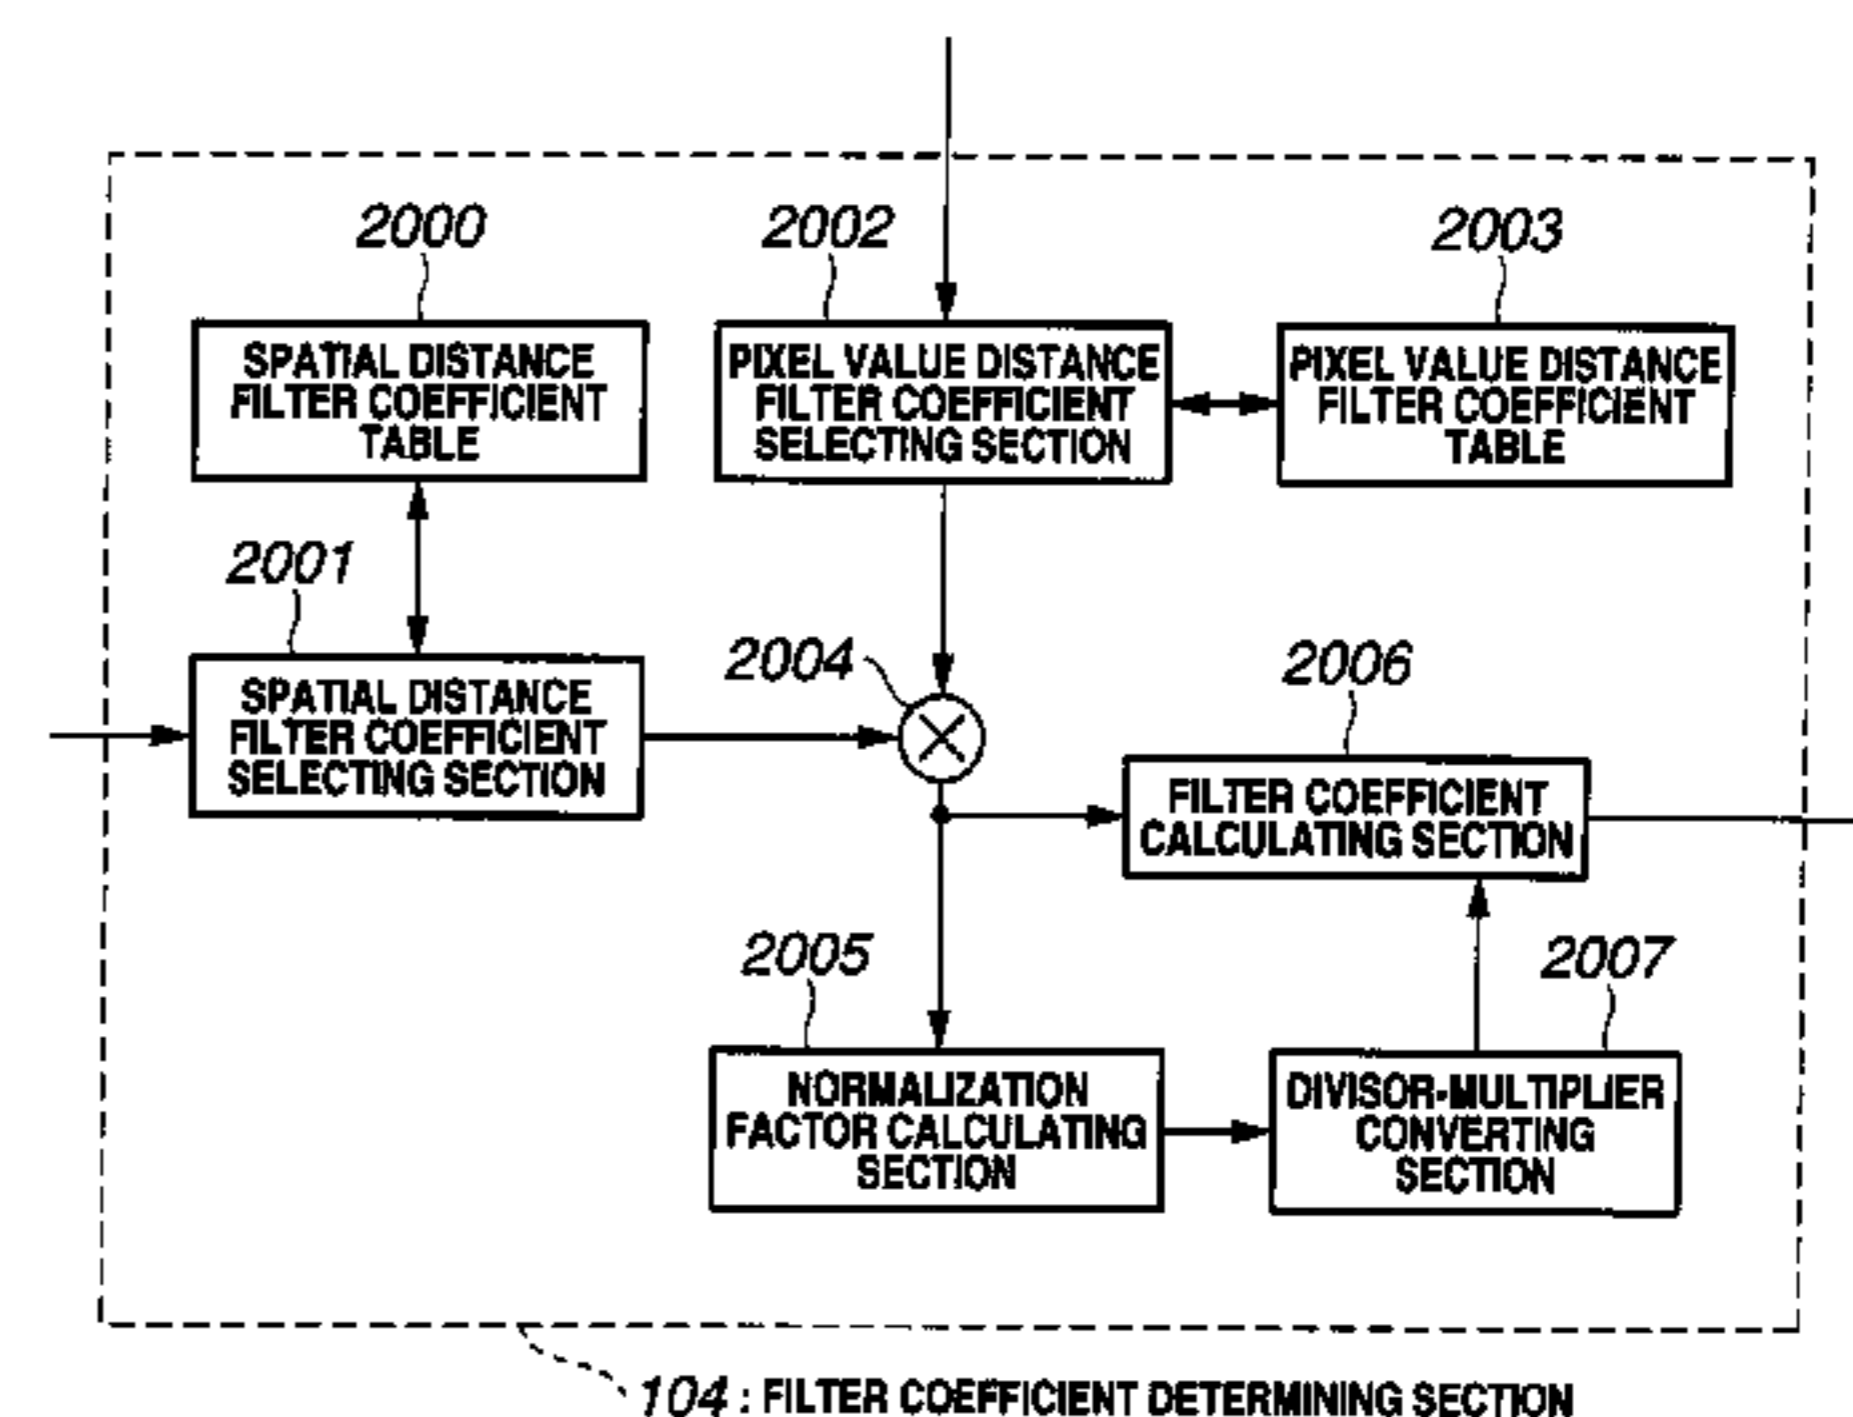 2000
SPATIAL DISTANCE
FILTER COEFFICIENT
TABLE
2002
PIXEL VALUE DISTANCE
FILTER COEFFICIENT
SELECTING SECTION
2003
PIXEL VALUE DISTANCE
FILTER COEFFICIENT
TABLE
2001
SPATIAL DISTANCE
FILTER COEFFICIENT
SELECTING SECTION
2004
2006
FILTER COEFFICIENT
CALCULATING SECTION
2005
NORMALIZATION
FACTOR CALCULATING
SECTION
2007
DIVISOR-MULTIPLIER
CONVERTING
SECTION
104 : FILTER COEFFICIENT DETERMINING SECTION